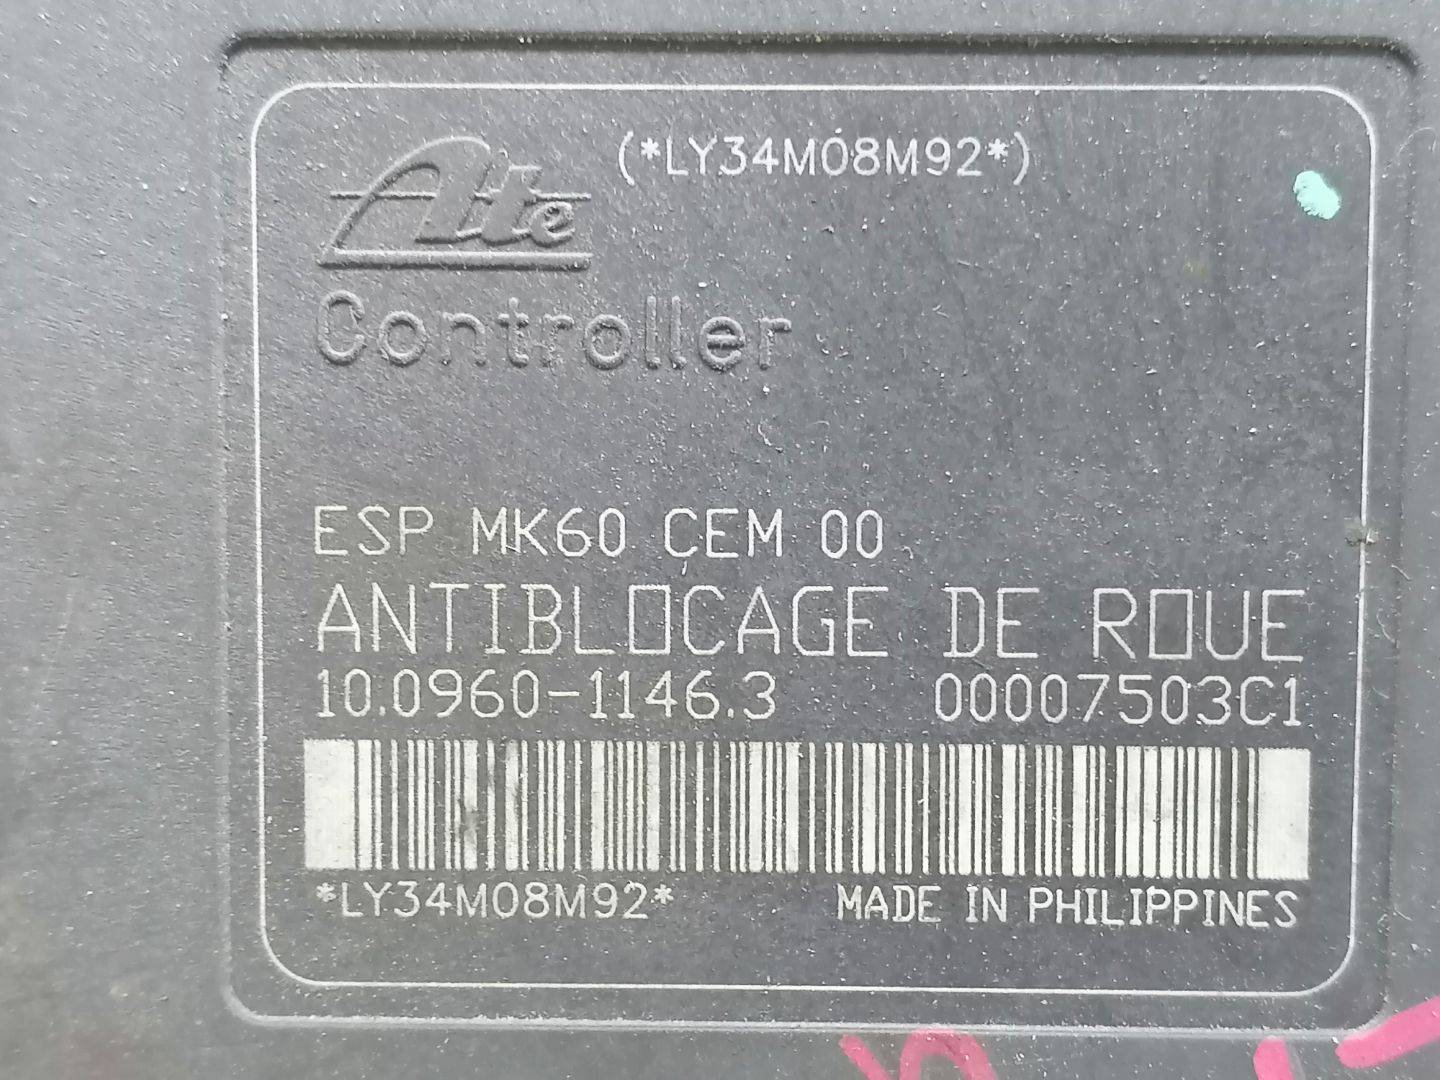 (*LY34M08M92*)
Ate
Controller
ESP MK60 CEM 00
ANTIBLOCAGE DE ROUE
10.0960-1146.3 00007503C1
*LY34M08M92* MADE IN PHILIPPINES